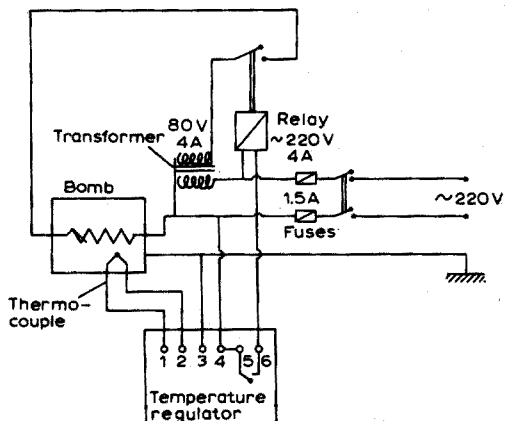 Relay
~220V
4A
80V
4A
Transformer
Bomb
1.5A
Fuses
~220V
Thermo-
couple
1 2 3 4 5 6
Temperature
regulator